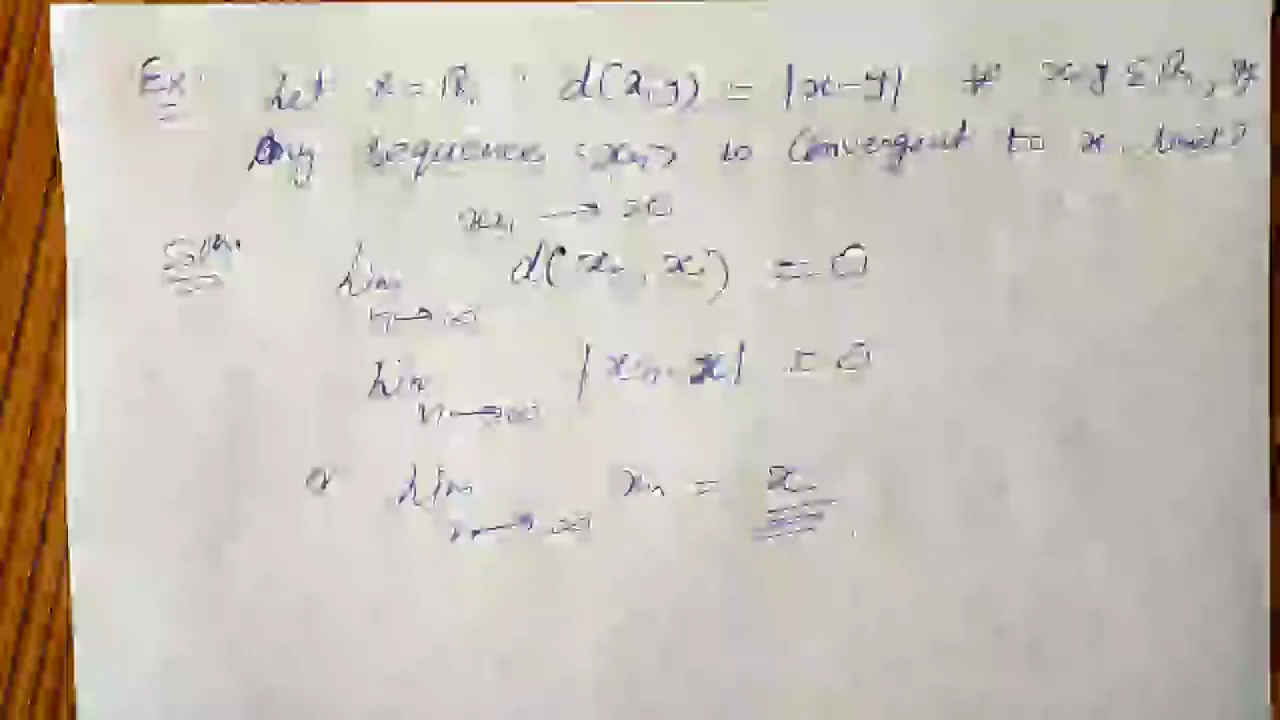 Ex: Let x = ℝ, d(x,y) = |x-y| ∀ x,y ∈ ℝ, if
Any sequence <xn> is convergent to x, limit?
xn → x
Soln. lim n→∞ d(xn, x) = 0
lim n→∞ |xn - x| = 0
or lim n→∞ xn = x